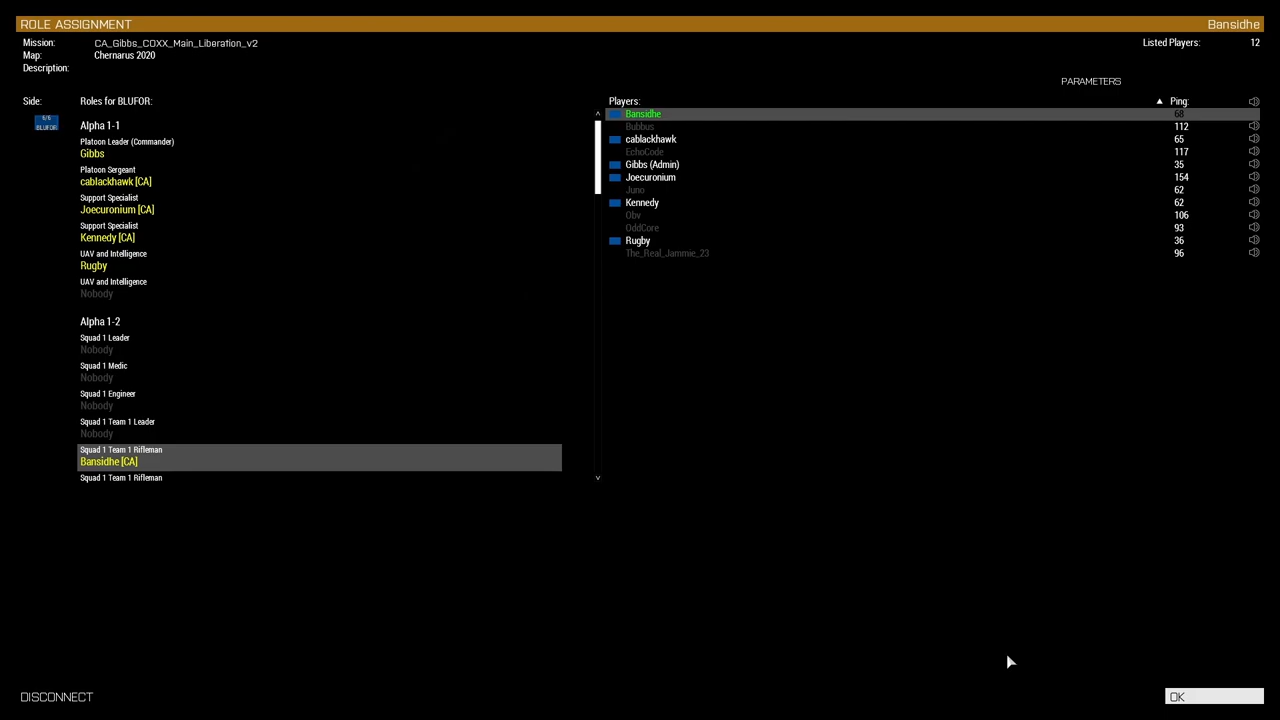 ROLE ASSIGNMENT
Bansidhe
Mission: CA_Gibbs_COXX_Main_Liberation_v2
Listed Players: 12
Map: Chernarus 2020
Description:
PARAMETERS
Side:
6/6
BLUFOR
Roles for BLUFOR:
Alpha 1-1
Platoon Leader (Commander)
Gibbs
Platoon Sergeant
cablackhawk [CA]
Support Specialist
Joecuronium [CA]
Support Specialist
Kennedy [CA]
UAV and Intelligence
Rugby
UAV and Intelligence
Nobody
Alpha 1-2
Squad 1 Leader
Nobody
Squad 1 Medic
Nobody
Squad 1 Engineer
Nobody
Squad 1 Team 1 Leader
Nobody
Squad 1 Team 1 Rifleman
Bansidhe [CA]
Squad 1 Team 1 Rifleman
Players: Ping:
Bansidhe 68
Bubbus 112
cablackhawk 65
EchoCode 117
Gibbs (Admin) 35
Joecuronium 154
Juno 62
Kennedy 62
Obv 106
OddCore 93
Rugby 36
The_Real_Jammie_23 96
DISCONNECT
OK